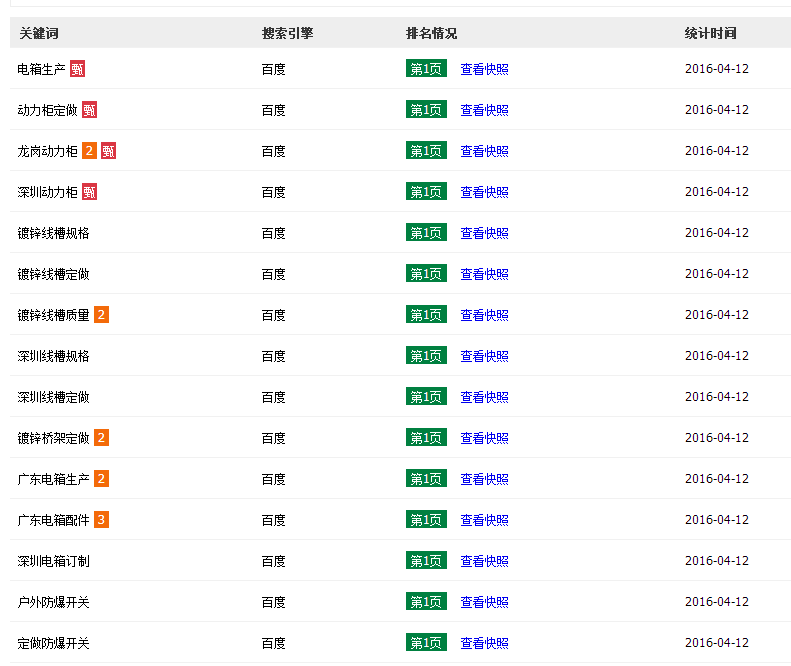 关键词 搜索引擎 排名情况 统计时间
电箱生产 甄 百度 第1页 查看快照 2016-04-12
动力柜定做 甄 百度 第1页 查看快照 2016-04-12
龙岗动力柜 2 甄 百度 第1页 查看快照 2016-04-12
深圳动力柜 甄 百度 第1页 查看快照 2016-04-12
镀锌线槽规格 百度 第1页 查看快照 2016-04-12
镀锌线槽定做 百度 第1页 查看快照 2016-04-12
镀锌线槽质量 2 百度 第1页 查看快照 2016-04-12
深圳线槽规格 百度 第1页 查看快照 2016-04-12
深圳线槽定做 百度 第1页 查看快照 2016-04-12
镀锌桥架定做 2 百度 第1页 查看快照 2016-04-12
广东电箱生产 2 百度 第1页 查看快照 2016-04-12
广东电箱配件 3 百度 第1页 查看快照 2016-04-12
深圳电箱订制 百度 第1页 查看快照 2016-04-12
户外防爆开关 百度 第1页 查看快照 2016-04-12
定做防爆开关 百度 第1页 查看快照 2016-04-12